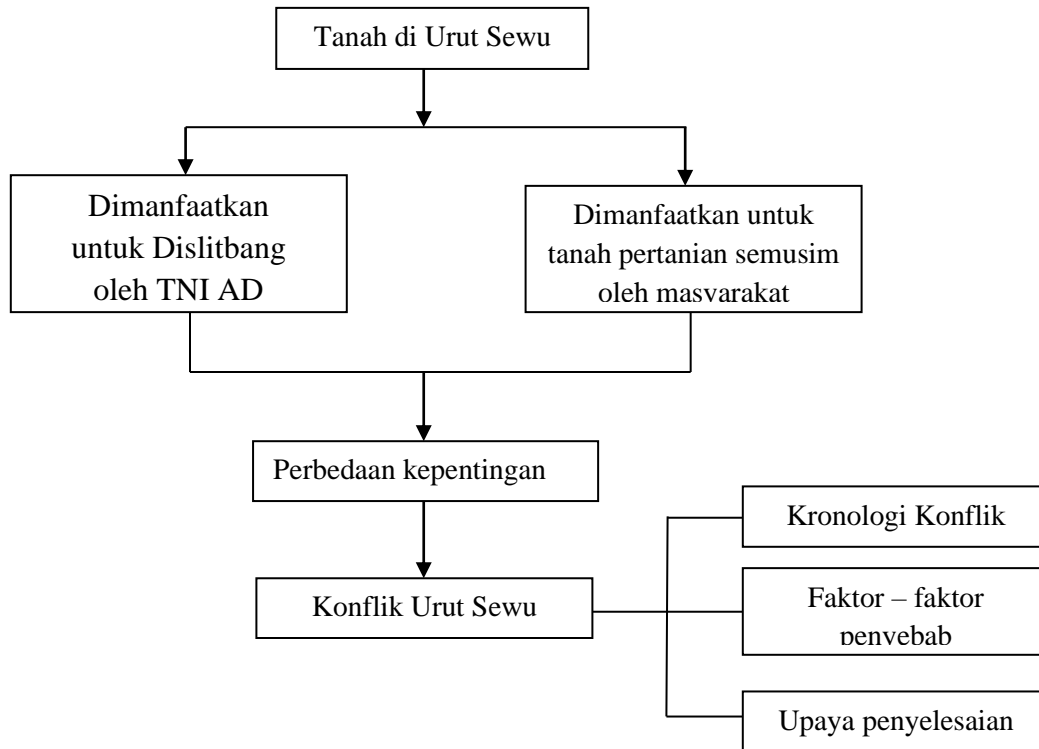 Tanah di Urut Sewu
Dimanfaatkan
untuk Dislitbang
oleh TNI AD
Dimanfaatkan untuk
tanah pertanian semusim
oleh masyarakat
Perbedaan kepentingan
Konflik Urut Sewu
Kronologi Konflik
Faktor – faktor
penyebab
Upaya penyelesaian